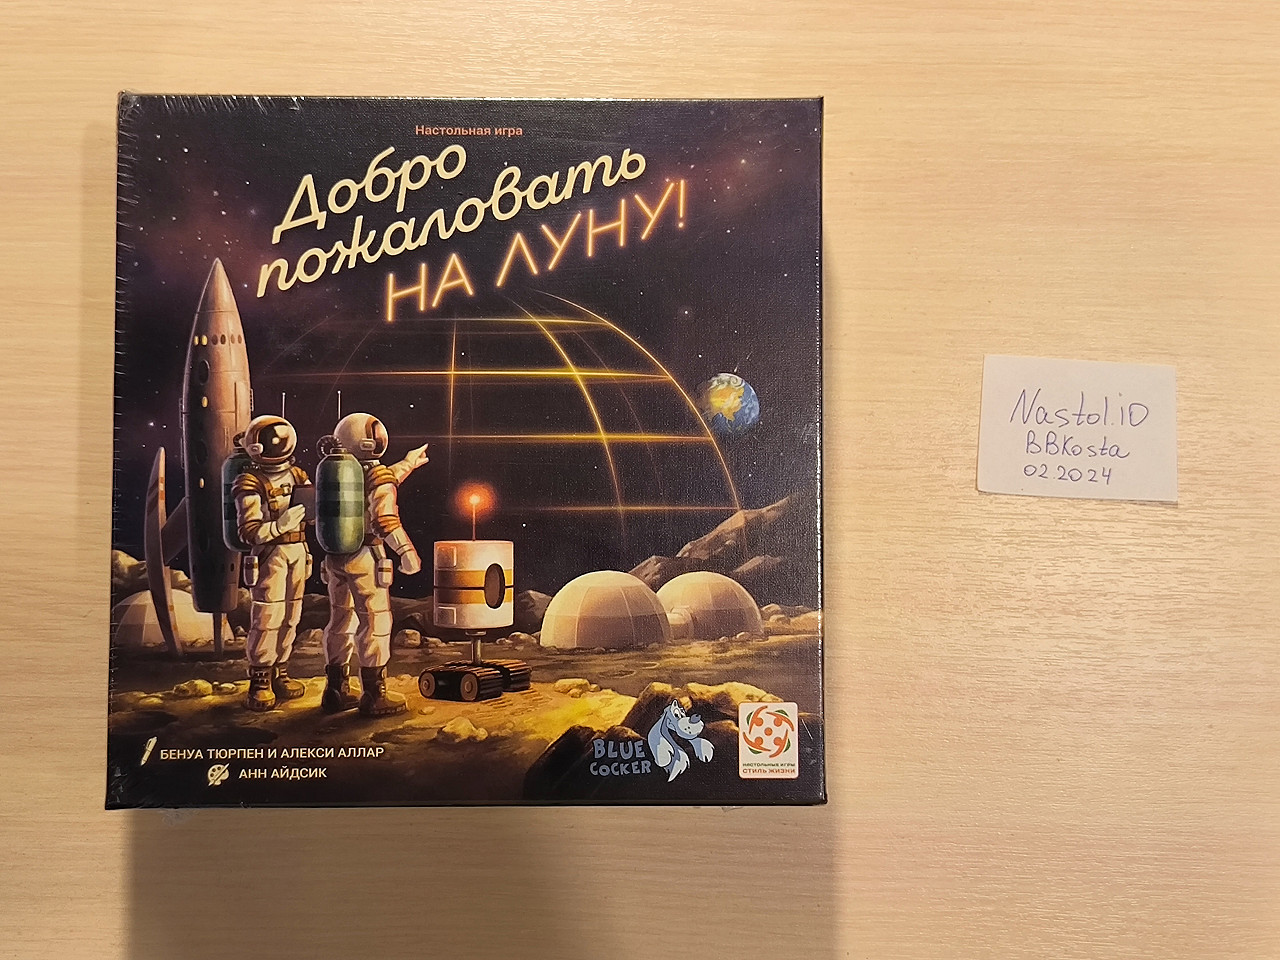 Настольная игра
Добро
пожаловать
НА ЛУНУ!
БЕНУА ТЮРПЕН И АЛЕКСИ АЛЛАР
АНН АЙДСИК
BLUE
COCKER
НАСТОЛЬНЫЕ ИГРЫ
СТИЛЬ ЖИЗНИ
Nastol.iO
BBKosta
02.2024